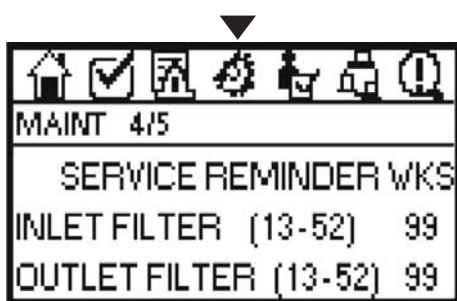 MAINT 4/5
SERVICE REMINDER WKS
INLET FILTER (13-52) 99
OUTLET FILTER (13-52) 99